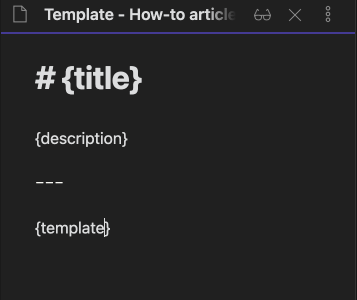 Template - How-to article
# {title}
{description}
---
{template}